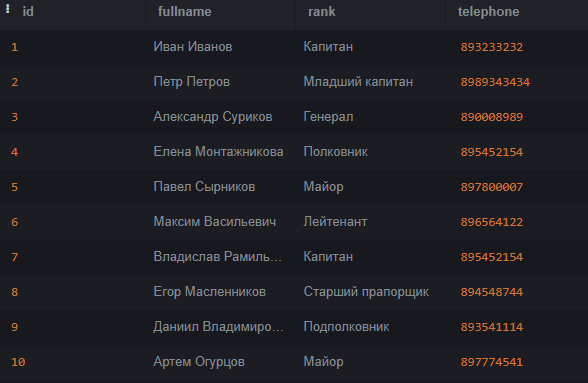 id fullname rank telephone
1 Иван Иванов Капитан 893233232
2 Петр Петров Младший капитан 8989343434
3 Александр Суриков Генерал 890008989
4 Елена Монтажникова Полковник 895452154
5 Павел Сырников Майор 897800007
6 Максим Васильевич Лейтенант 896564122
7 Владислав Рамиль... Капитан 895452154
8 Егор Масленников Старший прапорщик 894548744
9 Даниил Владимиро... Подполковник 893541114
10 Артем Огурцов Майор 897774541